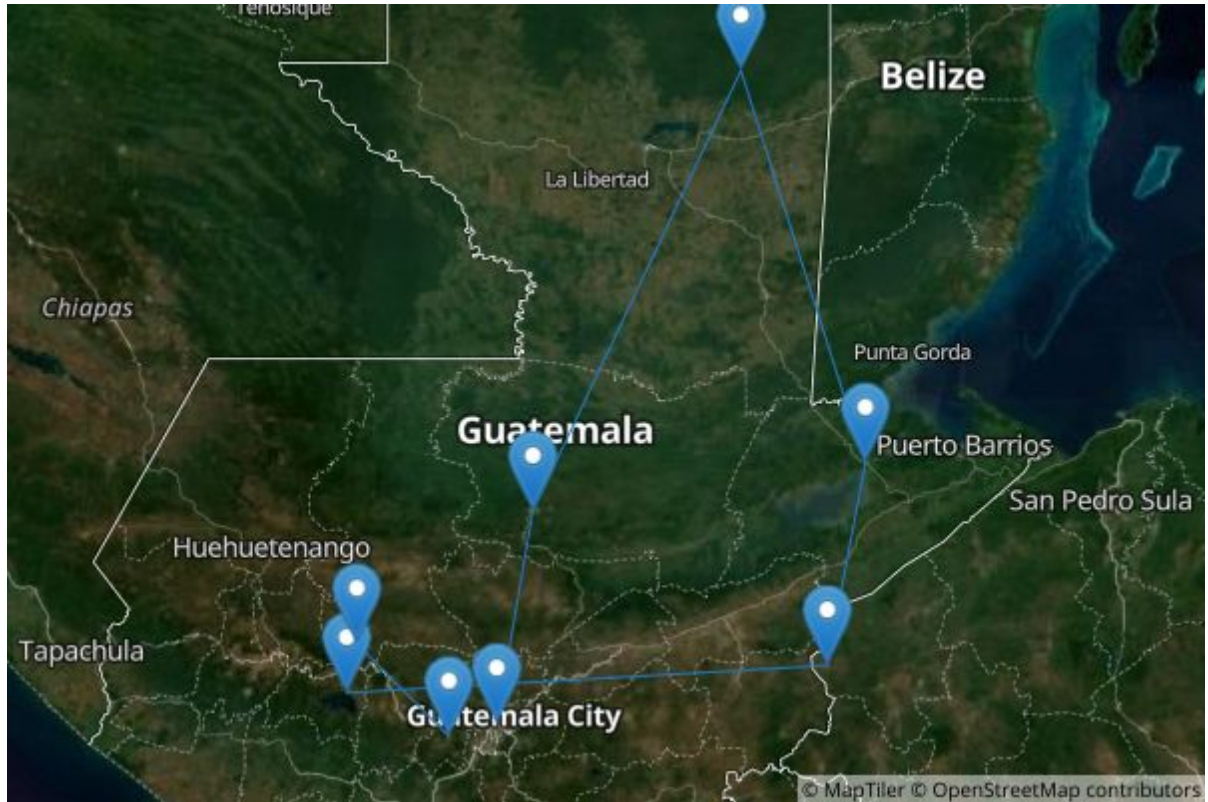 Tenosique
Belize
La Libertad
Chiapas
Punta Gorda
Guatemala
Puerto Barrios
San Pedro Sula
Huehuetenango
Tapachula
Guatemala City
© MapTiler © OpenStreetMap contributors